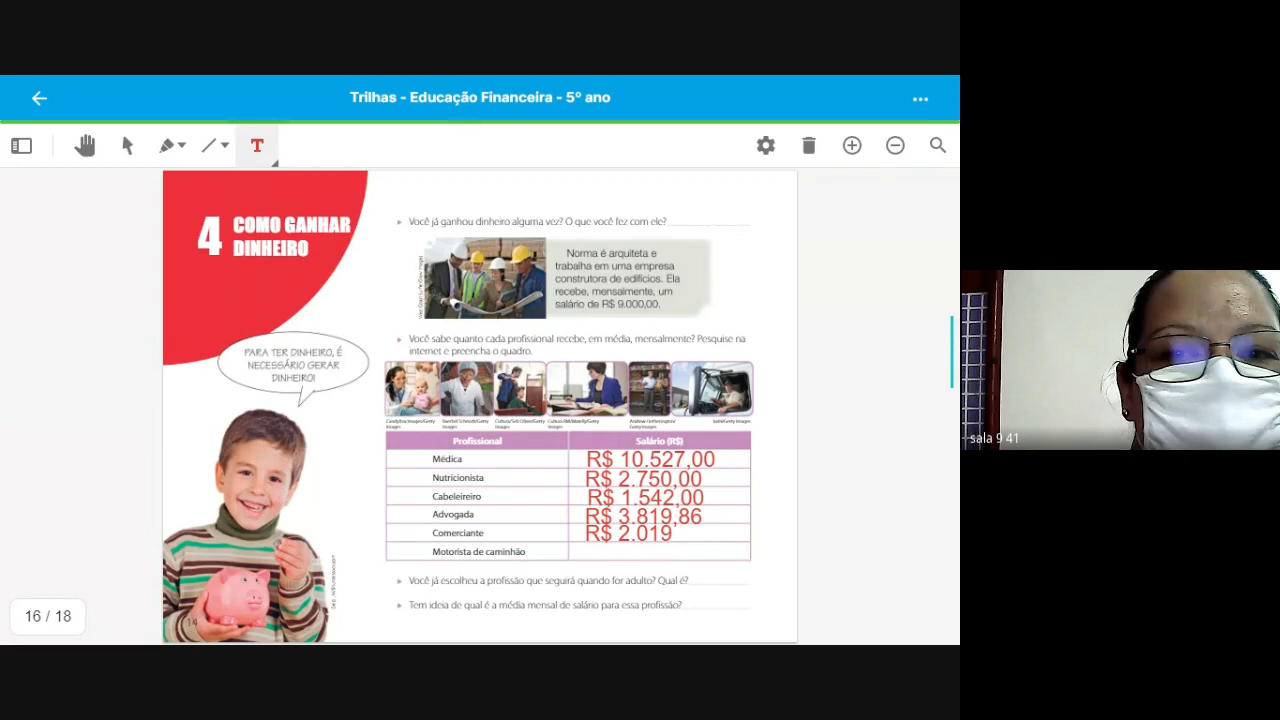 Trilhas - Educação Financeira - 5º ano
T
4 COMO GANHAR
DINHEIRO
Você já ganhou dinheiro alguma vez? O que você fez com ele?
Norma é arquiteta e
trabalha em uma empresa
construtora de edifícios. Ela
recebe, mensalmente, um
salário de R$ 9.000,00.
PARA TER DINHEIRO, É
NECESSÁRIO GERAR
DINHEIRO!
Você sabe quanto cada profissional recebe, em média, mensalmente? Pesquise na
internet e preencha o quadro.
Profissional Salário (R$)
Médica R$ 10.527,00
Nutricionista R$ 2.750,00
Cabeleireiro R$ 1.542,00
Advogada R$ 3.819,86
Comerciante R$ 2.019
Motorista de caminhão
Você já escolheu a profissão que seguirá quando for adulto? Qual é?
Tem ideia de qual é a média mensal de salário para essa profissão?
14
16 / 18
sala 9 41